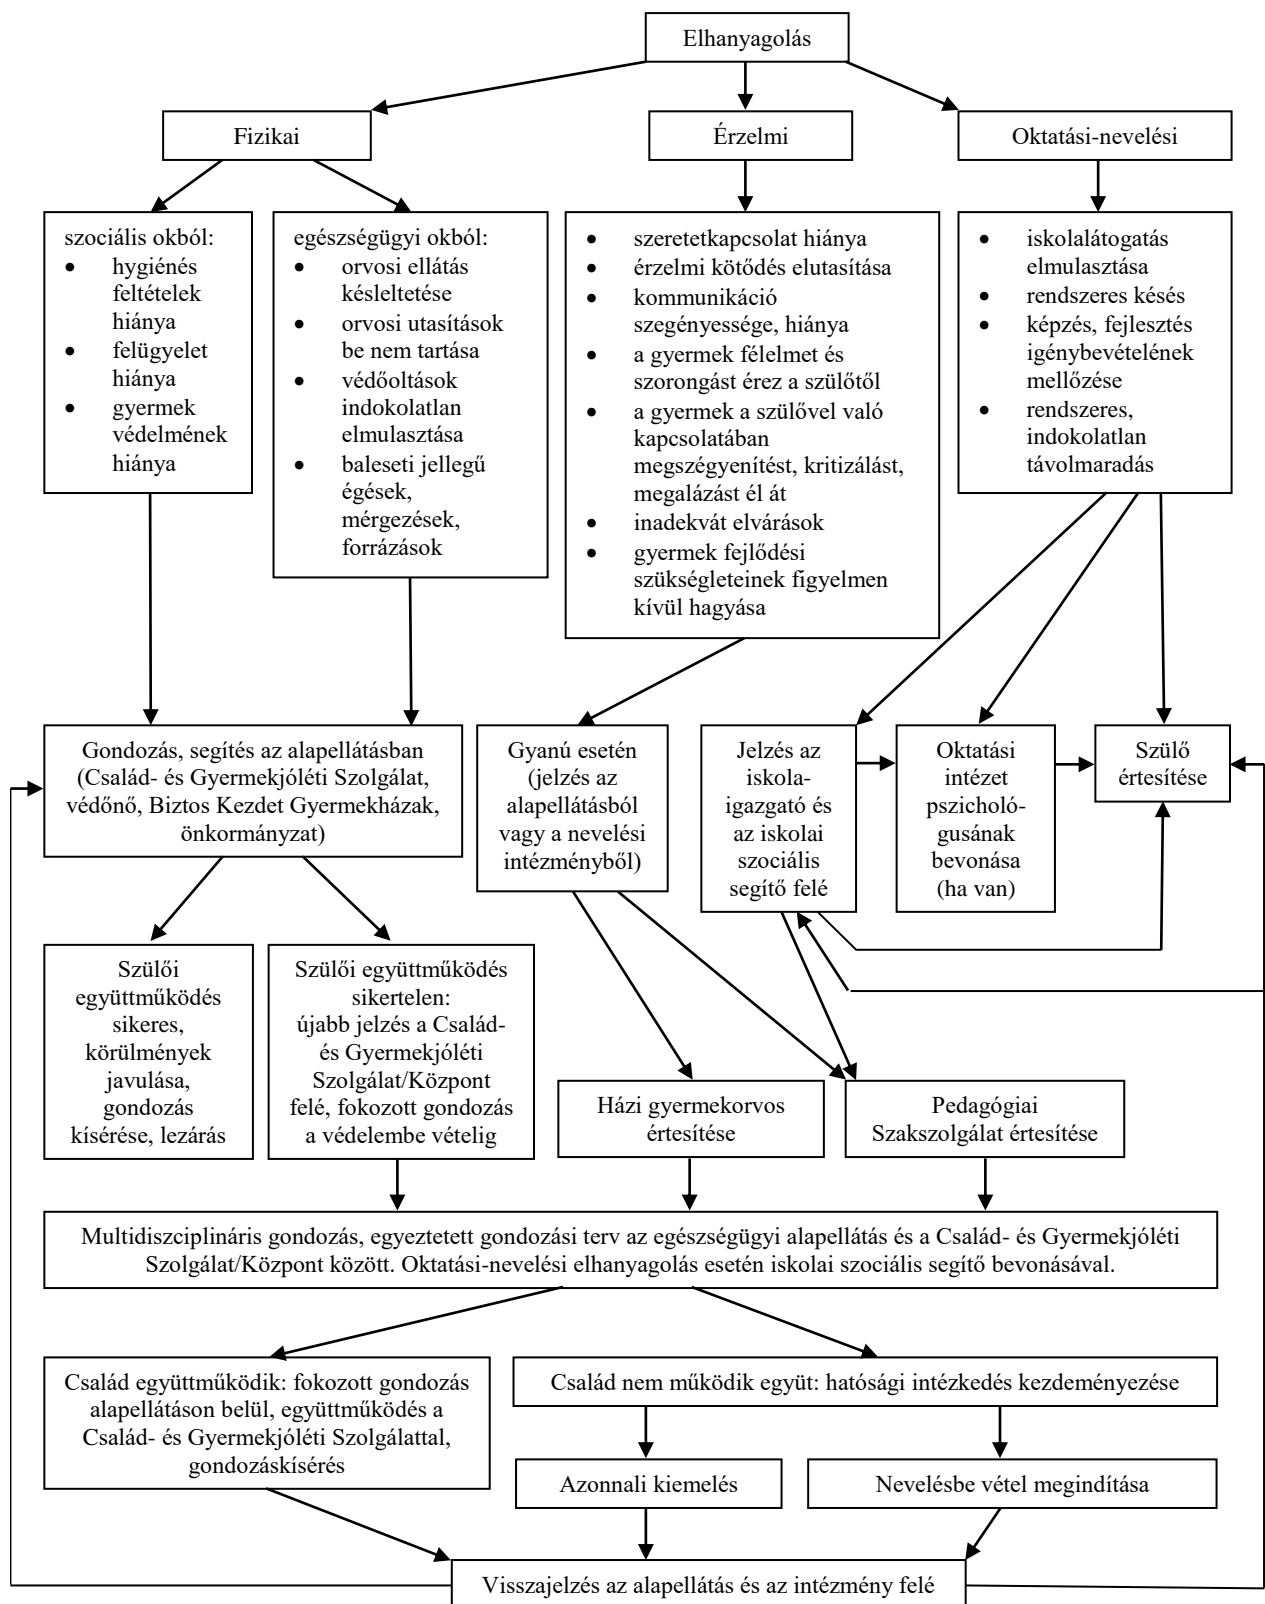 Elhanyagolás
Fizikai
Érzelmi
Oktatási-nevelési
szociális okból:
• hygiénés
feltételek
hiánya
• felügyelet
hiánya
• gyermek
védelmének
hiánya
egészségügyi okból:
• orvosi ellátás
késleltetése
• orvosi utasítások
be nem tartása
• védőoltások
indokolatlan
elmulasztása
• baleseti jellegű
égések,
mérgezések,
forrázások
• szeretetkapcsolat hiánya
• érzelmi kötődés elutasítása
• kommunikáció
szegényessége, hiánya
• a gyermek félelmet és
szorongást érez a szülőtől
• a gyermek a szülővel való
kapcsolatában
megszégyenítést, kritizálást,
megalázást él át
• inadekvát elvárások
• gyermek fejlődési
szükségleteinek figyelmen
kívül hagyása
• iskolalátogatás
elmulasztása
• rendszeres késés
• képzés, fejlesztés
igénybevételének
mellőzése
• rendszeres,
indokolatlan
távolmaradás
Gondozás, segítés az alapellátásban
(Család- és Gyermekjóléti Szolgálat,
védőnő, Biztos Kezdet Gyermekházak,
önkormányzat)
Gyanú esetén
(jelzés az
alapellátásból
vagy a nevelési
intézményből)
Jelzés az
iskola-
igazgató és
az iskolai
szociális
segítő felé
Oktatási
intézet
pszicholó-
gusának
bevonása
(ha van)
Szülő
értesítése
Szülői
együttműködés
sikeres,
körülmények
javulása,
gondozás
kísérése, lezárás
Szülői együttműködés
sikertelen:
újabb jelzés a Család-
és Gyermekjóléti
Szolgálat/Központ
felé, fokozott gondozás
a védelembe vételig
Házi gyermekorvos
értesítése
Pedagógiai
Szakszolgálat értesítése
Multidiszciplináris gondozás, egyeztetett gondozási terv az egészségügyi alapellátás és a Család- és Gyermekjóléti
Szolgálat/Központ között. Oktatási-nevelési elhanyagolás esetén iskolai szociális segítő bevonásával.
Család együttműködik: fokozott gondozás
alapellátáson belül, együttműködés a
Család- és Gyermekjóléti Szolgálattal,
gondozáskísérés
Család nem működik együt: hatósági intézkedés kezdeményezése
Azonnali kiemelés
Nevelésbe vétel megindítása
Visszajelzés az alapellátás és az intézmény felé